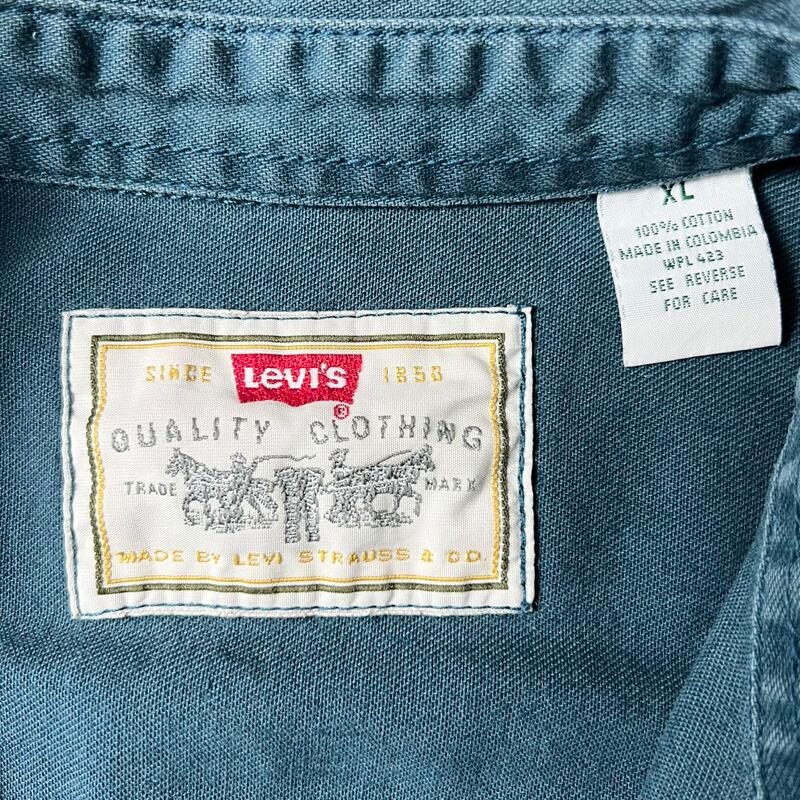 XL
100% COTTON
MADE IN COLOMBIA
WPL 423
SEE REVERSE
FOR CARE
SINCE LEVI'S 1850
®
QUALITY CLOTHING
TRADE MARK
MADE BY LEVI STRAUSS & CO.